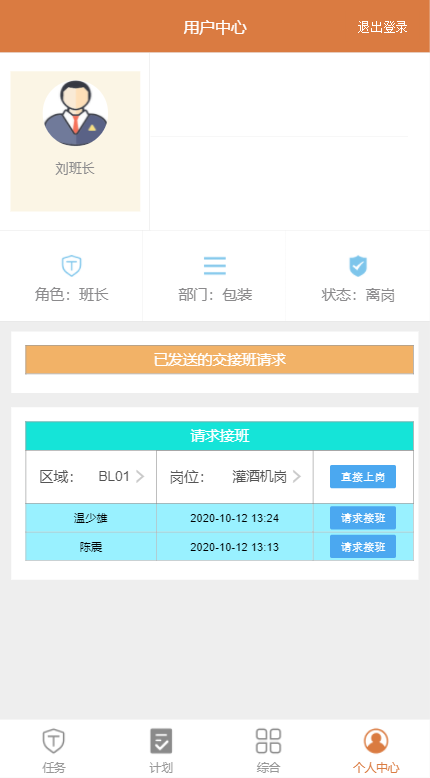 用户中心 退出登录
刘班长
角色：班长 部门：包装 状态：离岗
已发送的交接班请求
请求接班
区域： BL01 岗位： 灌酒机岗 直接上岗
温少雄 2020-10-12 13:24 请求接班
陈震 2020-10-12 13:13 请求接班
任务 计划 综合 个人中心